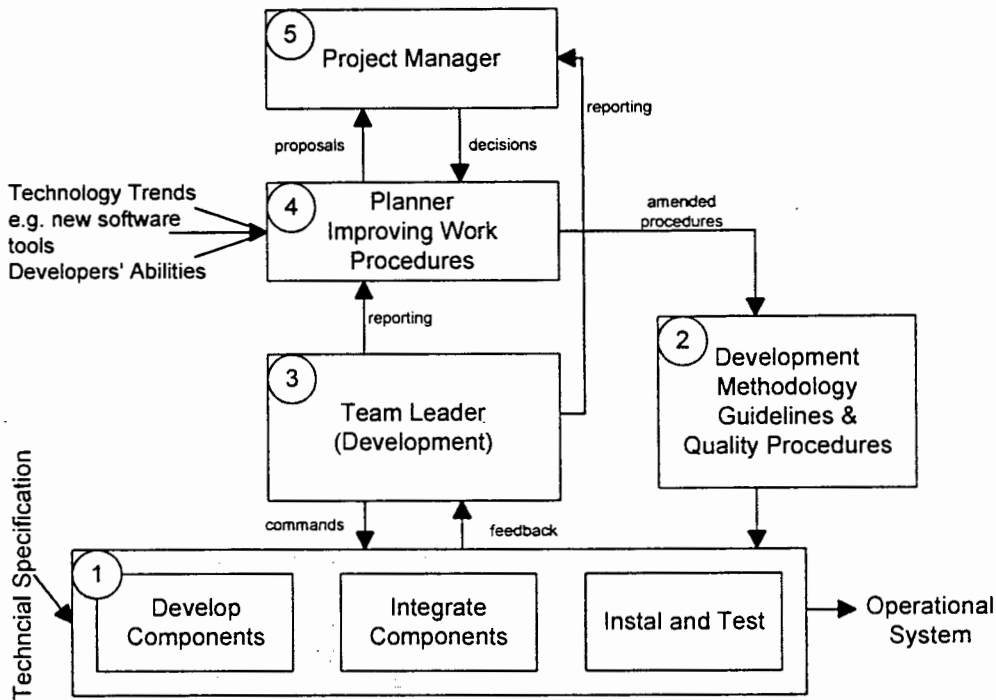 5
Project Manager
reporting
proposals
decisions
Technology Trends
e.g. new software
tools
Developers' Abilities
4
Planner
Improving Work
Procedures
amended
procedures
reporting
2
Development
Methodology
Guidelines &
Quality Procedures
3
Team Leader
(Development)
commands
feedback
Techncial Specification
1
Develop
Components
Integrate
Components
Instal and Test
Operational
System